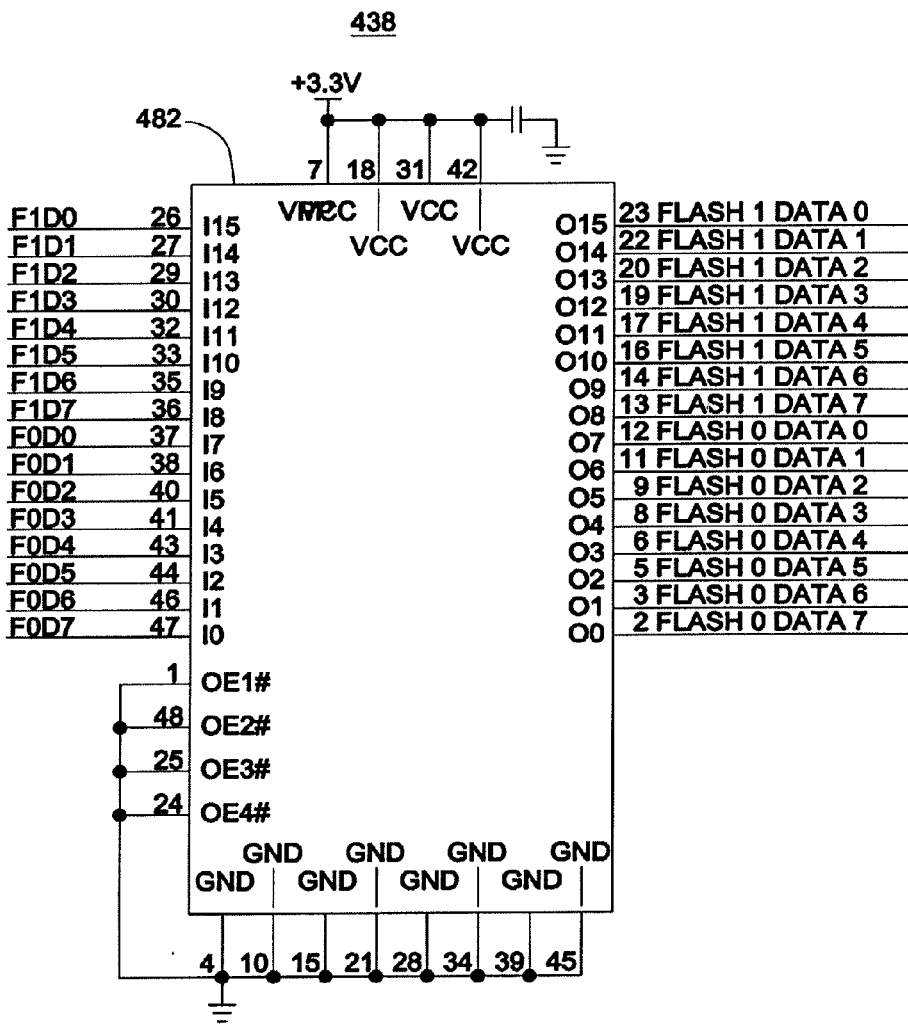 438
+3.3V
482
7 18 31 42
VCC VCC
VCC VCC
F1D0 26 I15 O15 23 FLASH 1 DATA 0
F1D1 27 I14 O14 22 FLASH 1 DATA 1
F1D2 29 I13 O13 20 FLASH 1 DATA 2
F1D3 30 I12 O12 19 FLASH 1 DATA 3
F1D4 32 I11 O11 17 FLASH 1 DATA 4
F1D5 33 I10 O10 16 FLASH 1 DATA 5
F1D6 35 I9 O9 14 FLASH 1 DATA 6
F1D7 36 I8 O8 13 FLASH 1 DATA 7
F0D0 37 I7 O7 12 FLASH 0 DATA 0
F0D1 38 I6 O6 11 FLASH 0 DATA 1
F0D2 40 I5 O5 9 FLASH 0 DATA 2
F0D3 41 I4 O4 8 FLASH 0 DATA 3
F0D4 43 I3 O3 6 FLASH 0 DATA 4
F0D5 44 I2 O2 5 FLASH 0 DATA 5
F0D6 46 I1 O1 3 FLASH 0 DATA 6
F0D7 47 I0 O0 2 FLASH 0 DATA 7
1 OE1#
48 OE2#
25 OE3#
24 OE4#
GND GND GND GND
GND GND GND GND
4 10 15 21 28 34 39 45